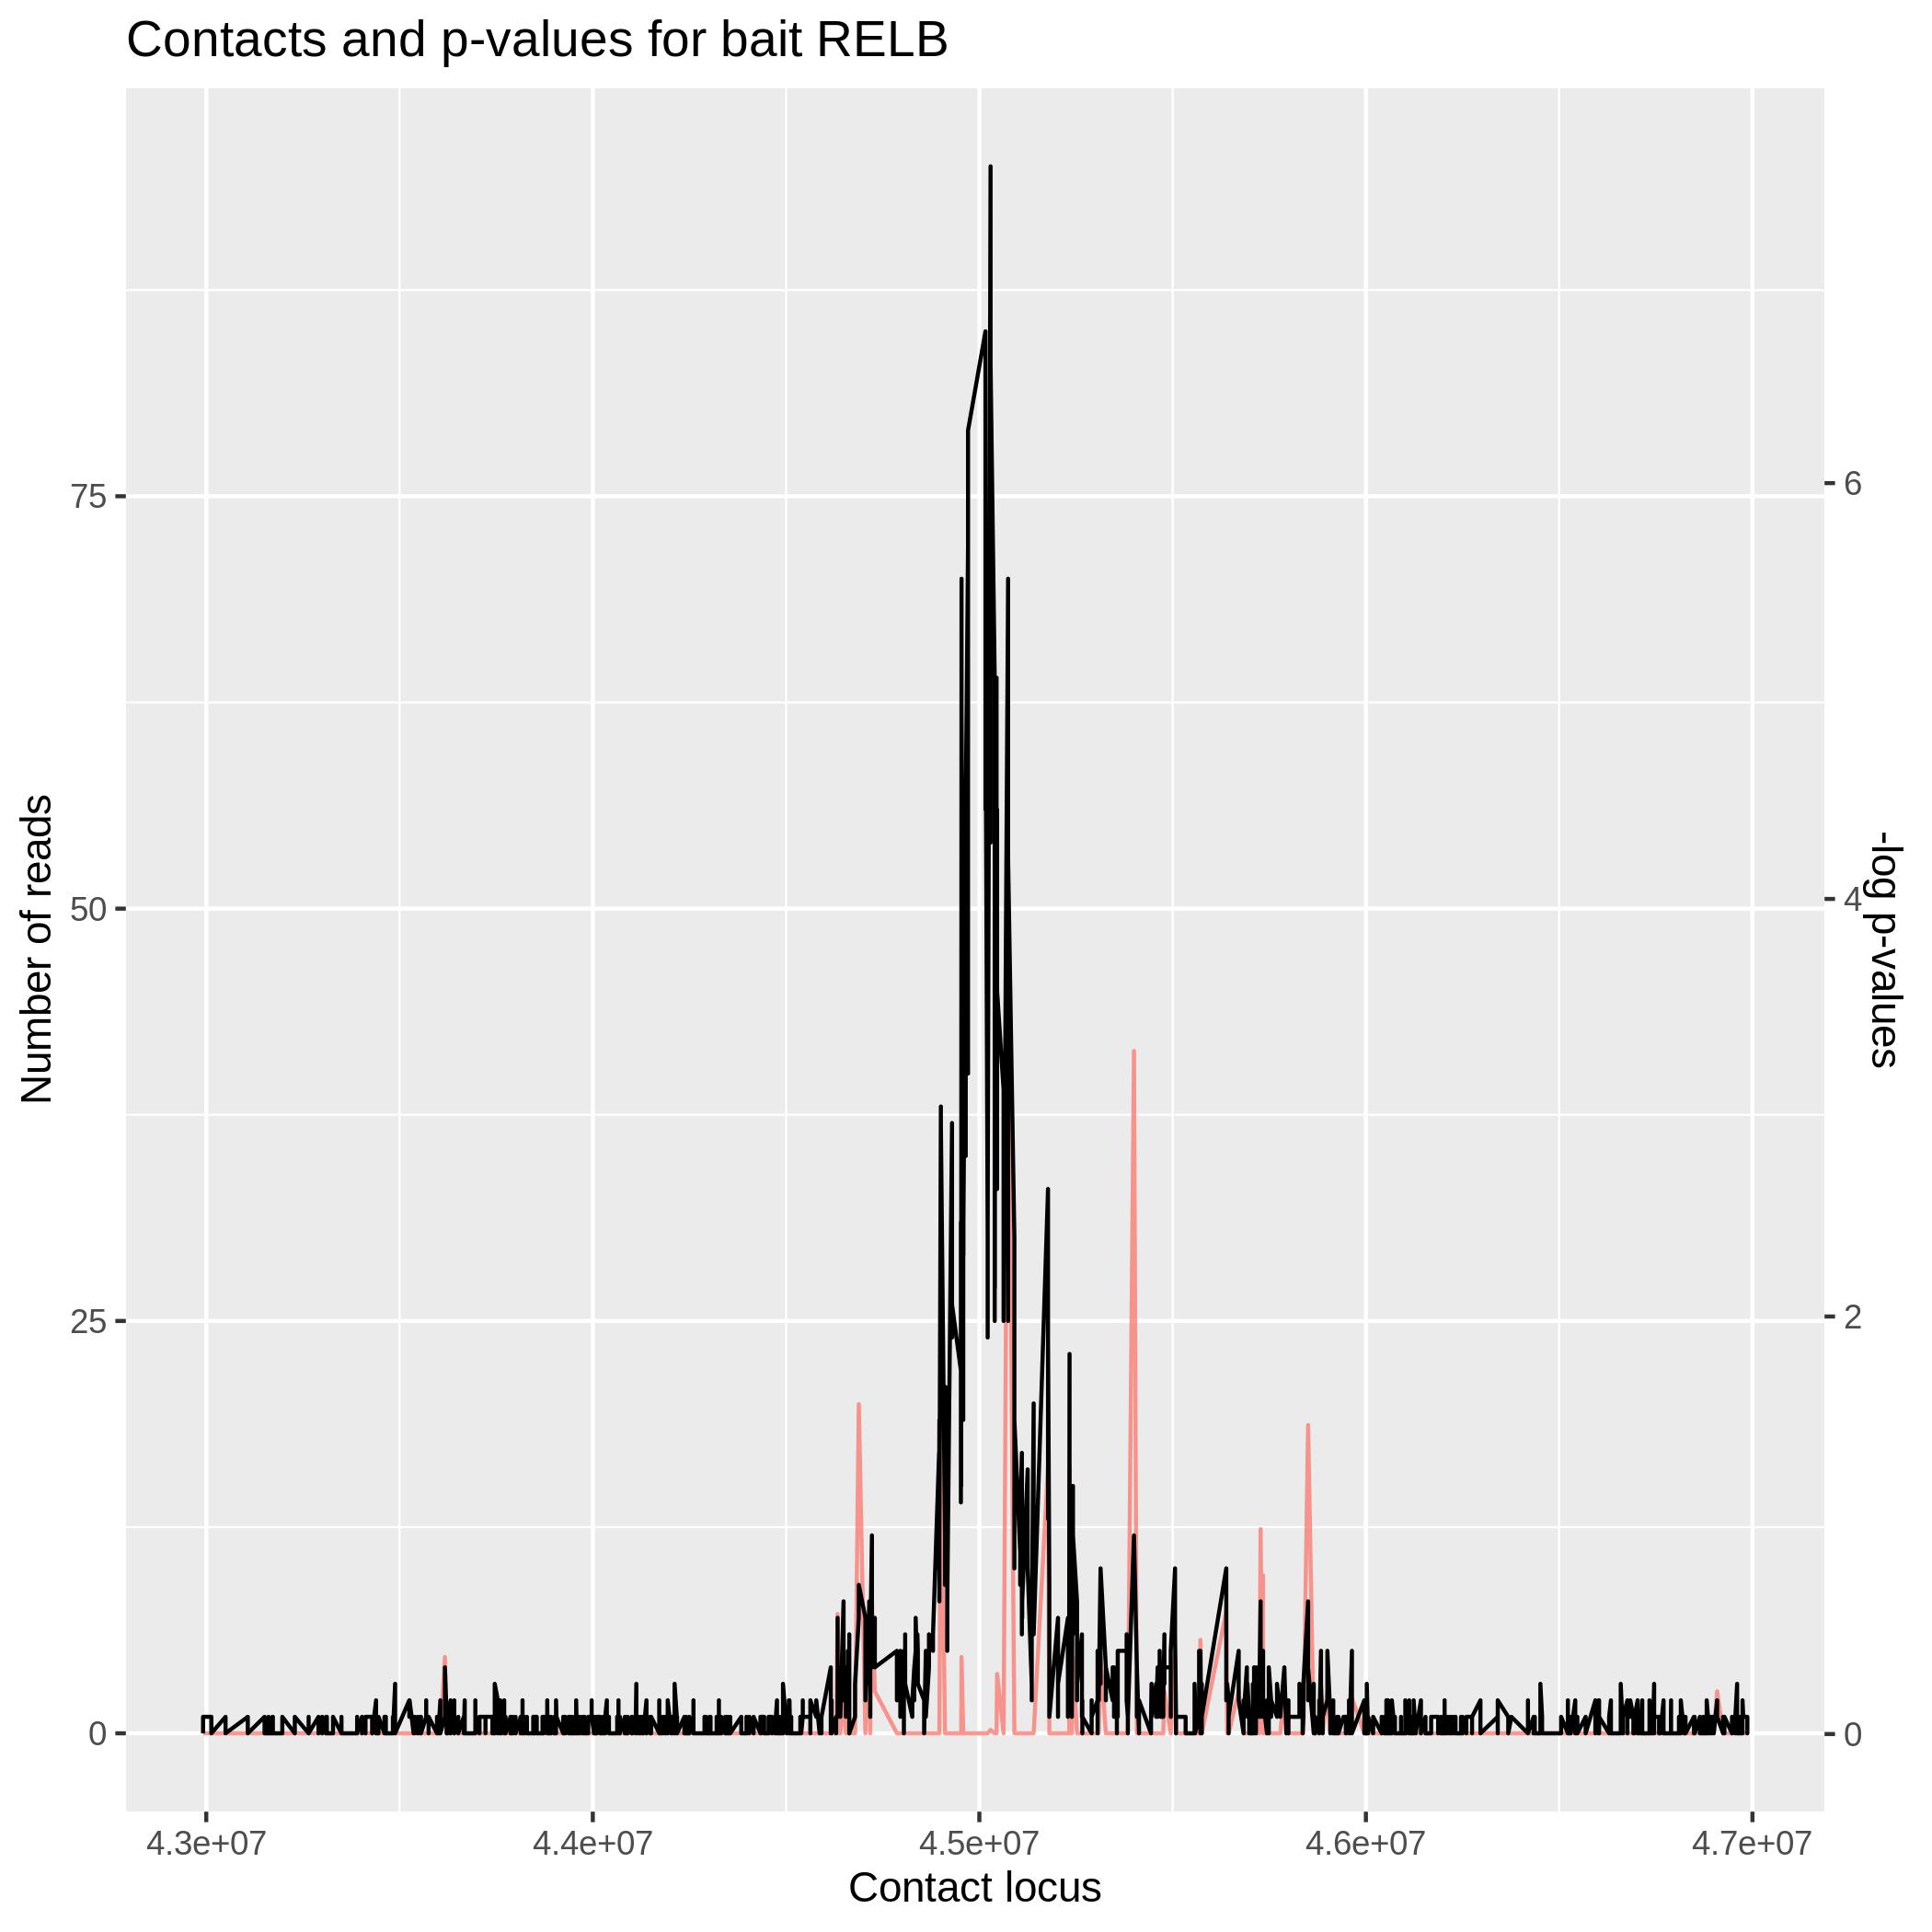 Contacts and p-values for bait RELB
Number of reads
75
50
25
0
6
4
2
0
-log p-values
4.3e+07
4.4e+07
4.5e+07
4.6e+07
4.7e+07
Contact locus